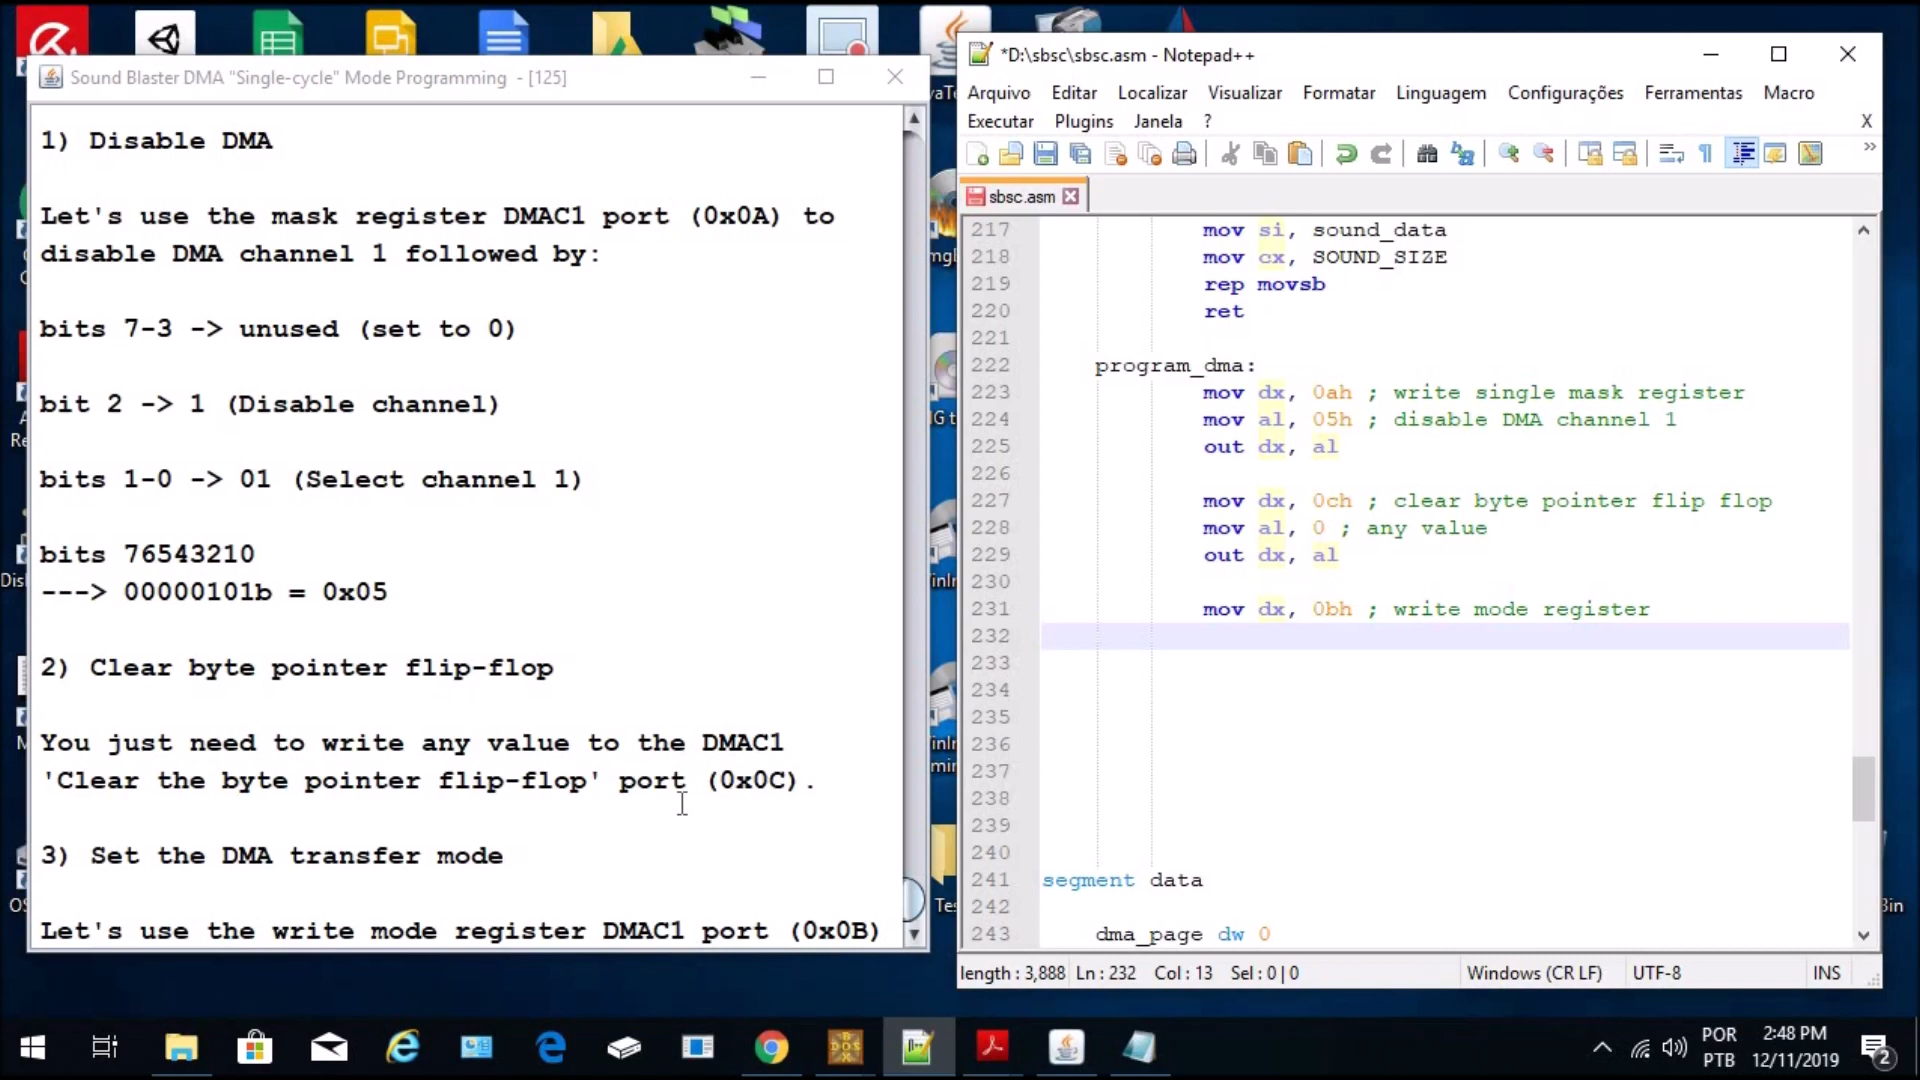 Sound Blaster DMA "Single-cycle" Mode Programming - [125]
1) Disable DMA
Let's use the mask register DMAC1 port (0x0A) to
disable DMA channel 1 followed by:
bits 7-3 -> unused (set to 0)
bit 2 -> 1 (Disable channel)
bits 1-0 -> 01 (Select channel 1)
bits 76543210
---> 00000101b = 0x05
2) Clear byte pointer flip-flop
You just need to write any value to the DMAC1
'Clear the byte pointer flip-flop' port (0x0C).
3) Set the DMA transfer mode
Let's use the write mode register DMAC1 port (0x0B)
*D:\sbsc\sbsc.asm - Notepad++
Arquivo Editar Localizar Visualizar Formatar Linguagem Configurações Ferramentas Macro
Executar Plugins Janela ? X
sbsc.asm
217 mov si, sound_data
218 mov cx, SOUND_SIZE
219 rep movsb
220 ret
221
222 program_dma:
223 mov dx, 0ah ; write single mask register
224 mov al, 05h ; disable DMA channel 1
225 out dx, al
226
227 mov dx, 0ch ; clear byte pointer flip flop
228 mov al, 0 ; any value
229 out dx, al
230
231 mov dx, 0bh ; write mode register
232
233
234
235
236
237
238
239
240
241 segment data
242
243 dma_page dw 0
length : 3,888 Ln : 232 Col : 13 Sel : 0 | 0 Windows (CR LF) UTF-8 INS
POR
PTB
2:48 PM
12/11/2019
2